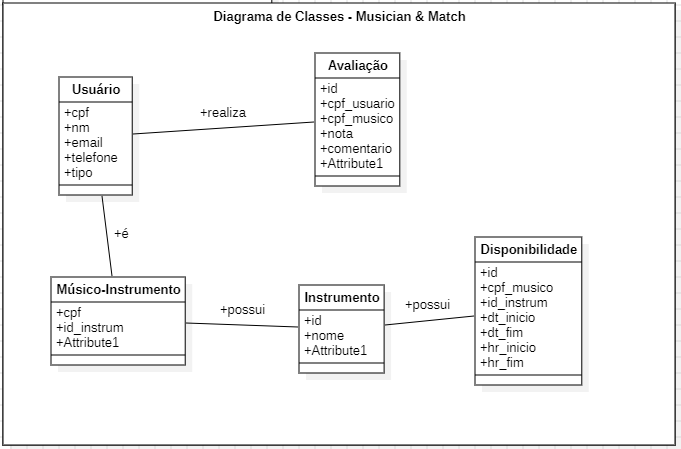 Diagrama de Classes - Musician & Match
Usuário
+cpf
+nm
+email
+telefone
+tipo
+realiza
Avaliação
+id
+cpf_usuario
+cpf_musico
+nota
+comentario
+Attribute1
+é
Músico-Instrumento
+cpf
+id_instrum
+Attribute1
+possui
Instrumento
+id
+nome
+Attribute1
+possui
Disponibilidade
+id
+cpf_musico
+id_instrum
+dt_inicio
+dt_fim
+hr_inicio
+hr_fim